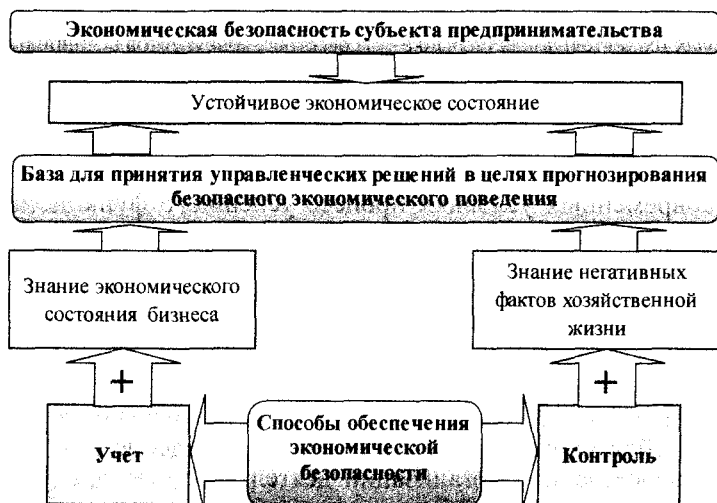 Экономическая безопасность субъекта предпринимательства
Устойчивое экономическое состояние
База для принятия управленческих решений в целях прогнозирования
безопасного экономического поведения
Знание экономического
состояния бизнеса
Знание негативных
фактов хозяйственной
жизни
+
+
Учет
Способы обеспечения
экономической
безопасности
Контроль